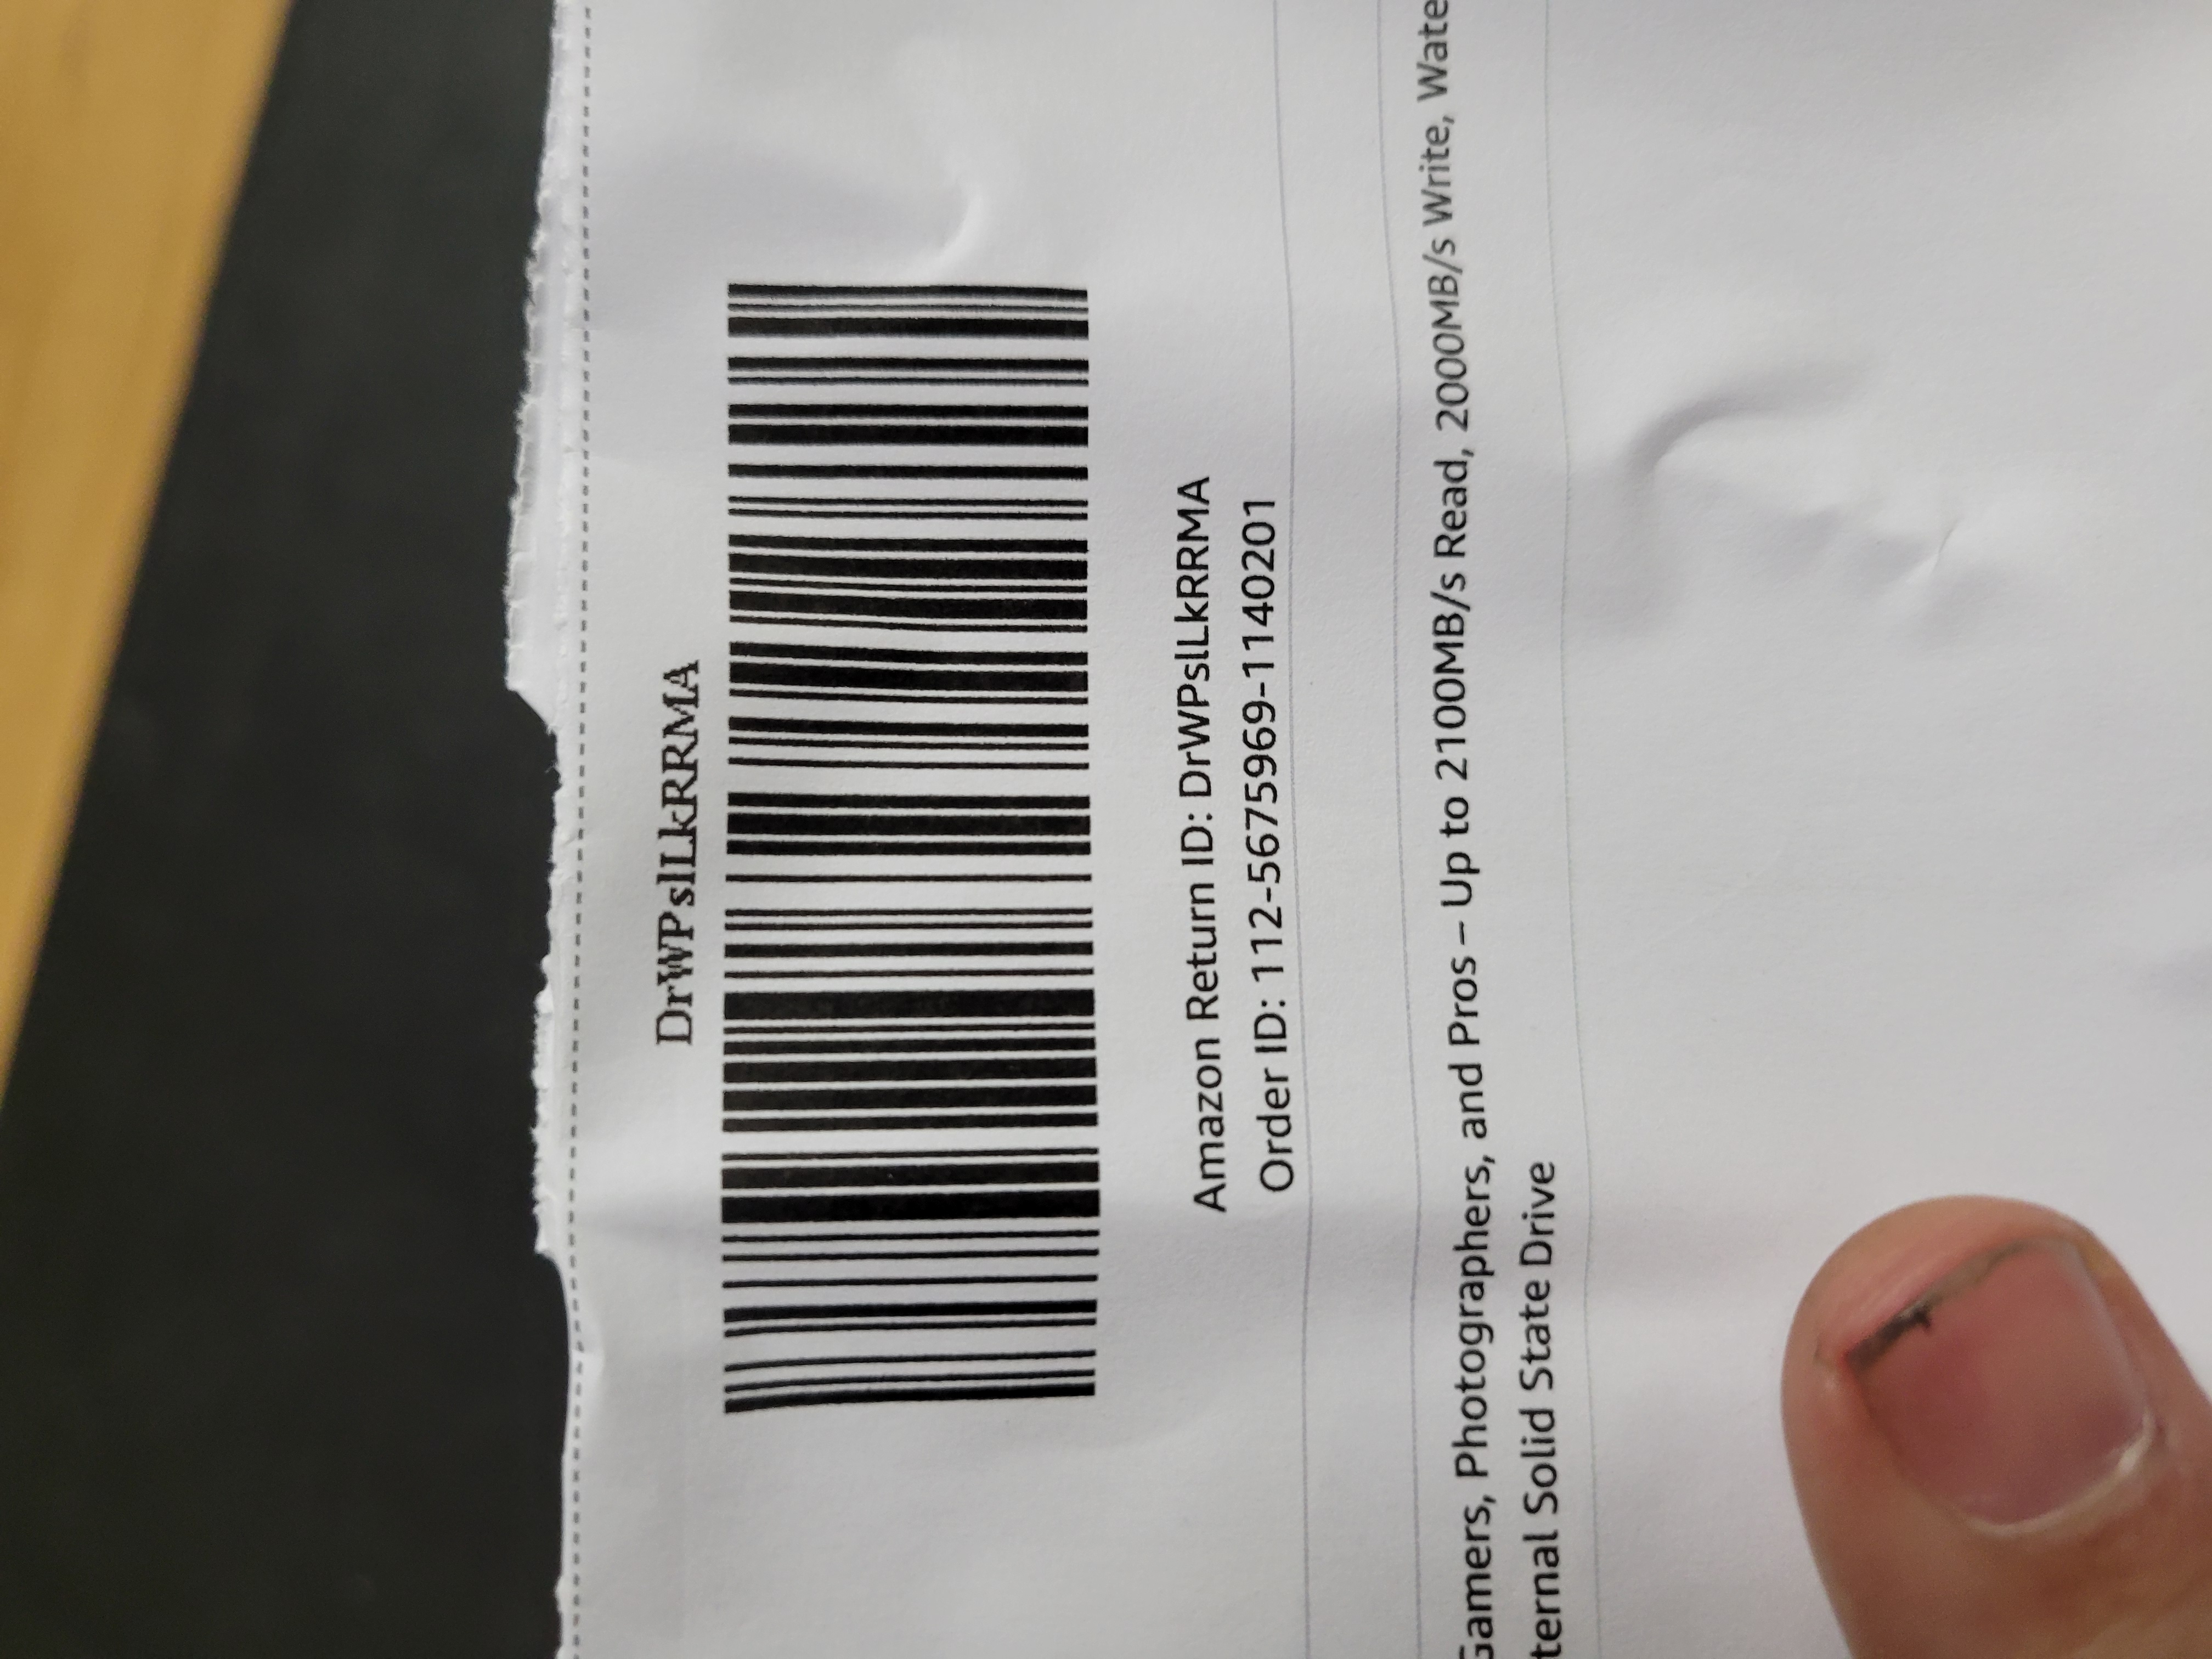 DrWPslLkRRMA
Amazon Return ID: DrWPslLkRRMA
Order ID: 112-5675969-1140201
Gamers, Photographers, and Pros – Up to 2100MB/s Read, 2000MB/s Write, Wate
ternal Solid State Drive